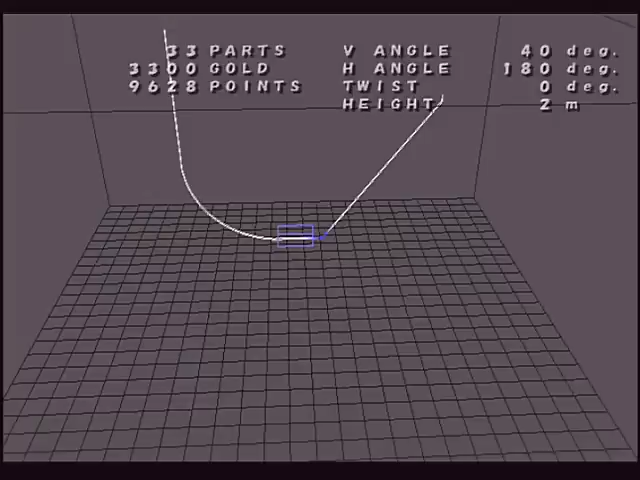 33 PARTS V ANGLE 40 deg.
3300 GOLD H ANGLE 180 deg.
9628 POINTS TWIST 0 deg.
HEIGHT 2 m